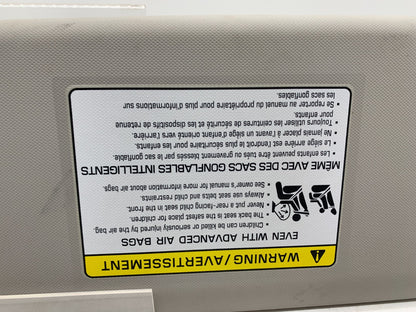 WARNING / AVERTISSEMENT
EVEN WITH ADVANCED AIR BAGS
• Children can be killed or seriously injured by the air bag.
• The back seat is the safest place for children.
• Never put a rear-facing child seat in the front.
• Always use seat belts and child restraints.
• See owner's manual for more information about air bags.
MÊME AVEC DES SACS GONFLABLES INTELLIGENTS
• Les enfants peuvent être tués ou gravement blessés par le sac gonflable.
• Le siège arrière est l'endroit le plus sécuritaire pour les enfants.
• Ne jamais placer à l'avant un siège d'enfant orienté vers l'arrière.
• Toujours utiliser les ceintures de sécurité et les dispositifs de retenue
pour enfants.
• Se reporter au manuel du propriétaire pour plus d'informations sur
les sacs gonflables.